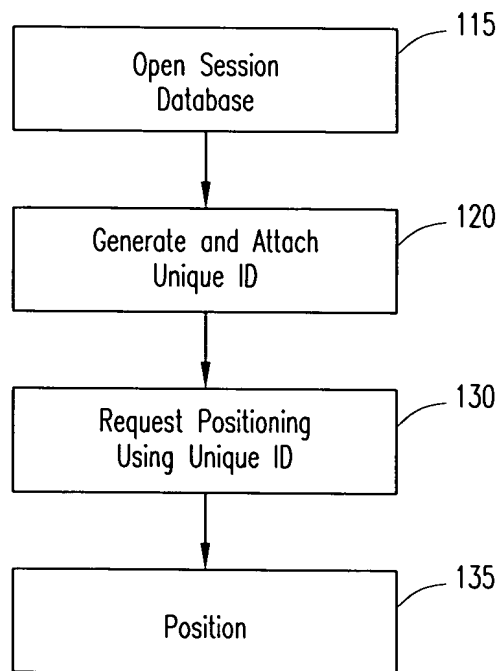 115
Open Session
Database
120
Generate and Attach
Unique ID
130
Request Positioning
Using Unique ID
135
Position